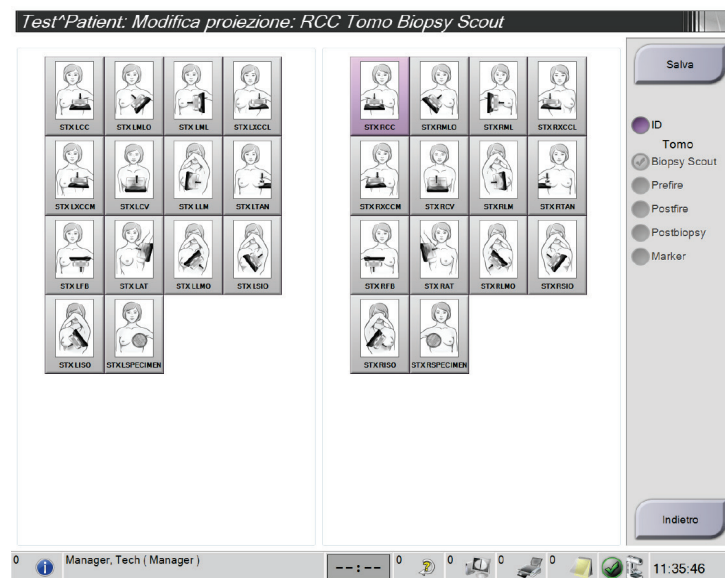 Test^Patient: Modifica proiezione: RCC Tomo Biopsy Scout
STX LCC STX LMLO STX LML STX LXCCL
STX LXCCM STX LCV STX LLM STX LTAN
STX LFB STX LAT STX LLMO STX LSIO
STX LISO STX LSPECIMEN
STX RCC STX RMLO STX RML STX RXCCL
STX RXCCM STX RCV STX RLM STX RTAN
STX RFB STX RAT STX RLMO STX RSIO
STX RISO STX RSPECIMEN
Salva
ID
Tomo
Biopsy Scout
Prefire
Postfire
Postbiopsy
Marker
Indietro
0 Manager, Tech ( Manager ) --:-- 0 0 0 0 11:35:46